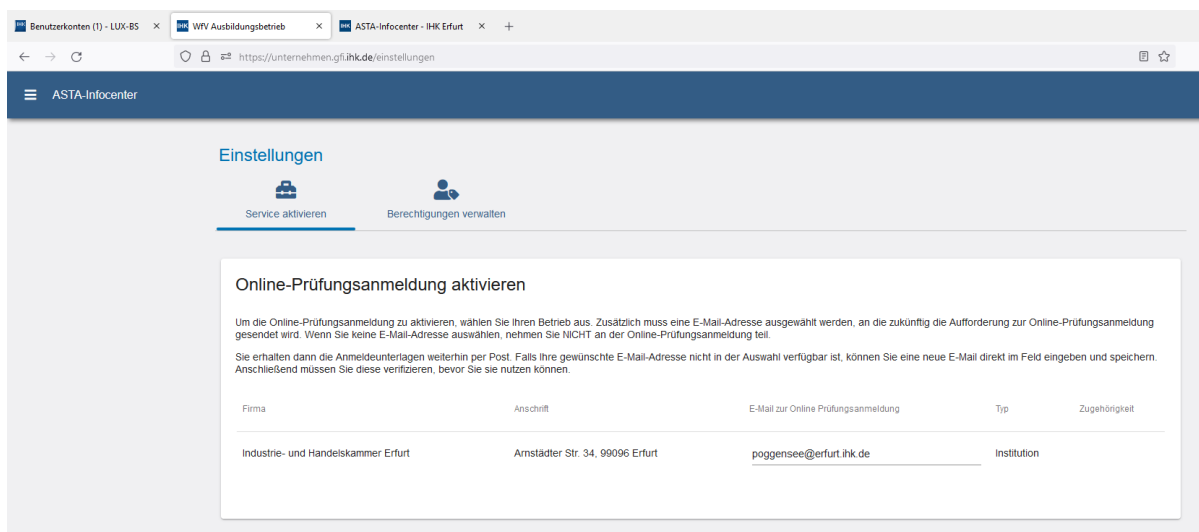 Benutzerkonten (1) - LUX-BS
WfV Ausbildungsbetrieb
ASTA-Infocenter - IHK Erfurt
https://unternehmen.gfi.ihk.de/einstellungen
ASTA-Infocenter
Einstellungen
Service aktivieren
Berechtigungen verwalten
Online-Prüfungsanmeldung aktivieren
Um die Online-Prüfungsanmeldung zu aktivieren, wählen Sie Ihren Betrieb aus. Zusätzlich muss eine E-Mail-Adresse ausgewählt werden, an die zukünftig die Aufforderung zur Online-Prüfungsanmeldung
gesendet wird. Wenn Sie keine E-Mail-Adresse auswählen, nehmen Sie NICHT an der Online-Prüfungsanmeldung teil.
Sie erhalten dann die Anmeldeunterlagen weiterhin per Post. Falls Ihre gewünschte E-Mail-Adresse nicht in der Auswahl verfügbar ist, können Sie eine neue E-Mail direkt im Feld eingeben und speichern.
Anschließend müssen Sie diese verifizieren, bevor Sie sie nutzen können.
Firma Anschrift E-Mail zur Online Prüfungsanmeldung Typ Zugehörigkeit
Industrie- und Handelskammer Erfurt Arnstädter Str. 34, 99096 Erfurt poggensee@erfurt.ihk.de Institution